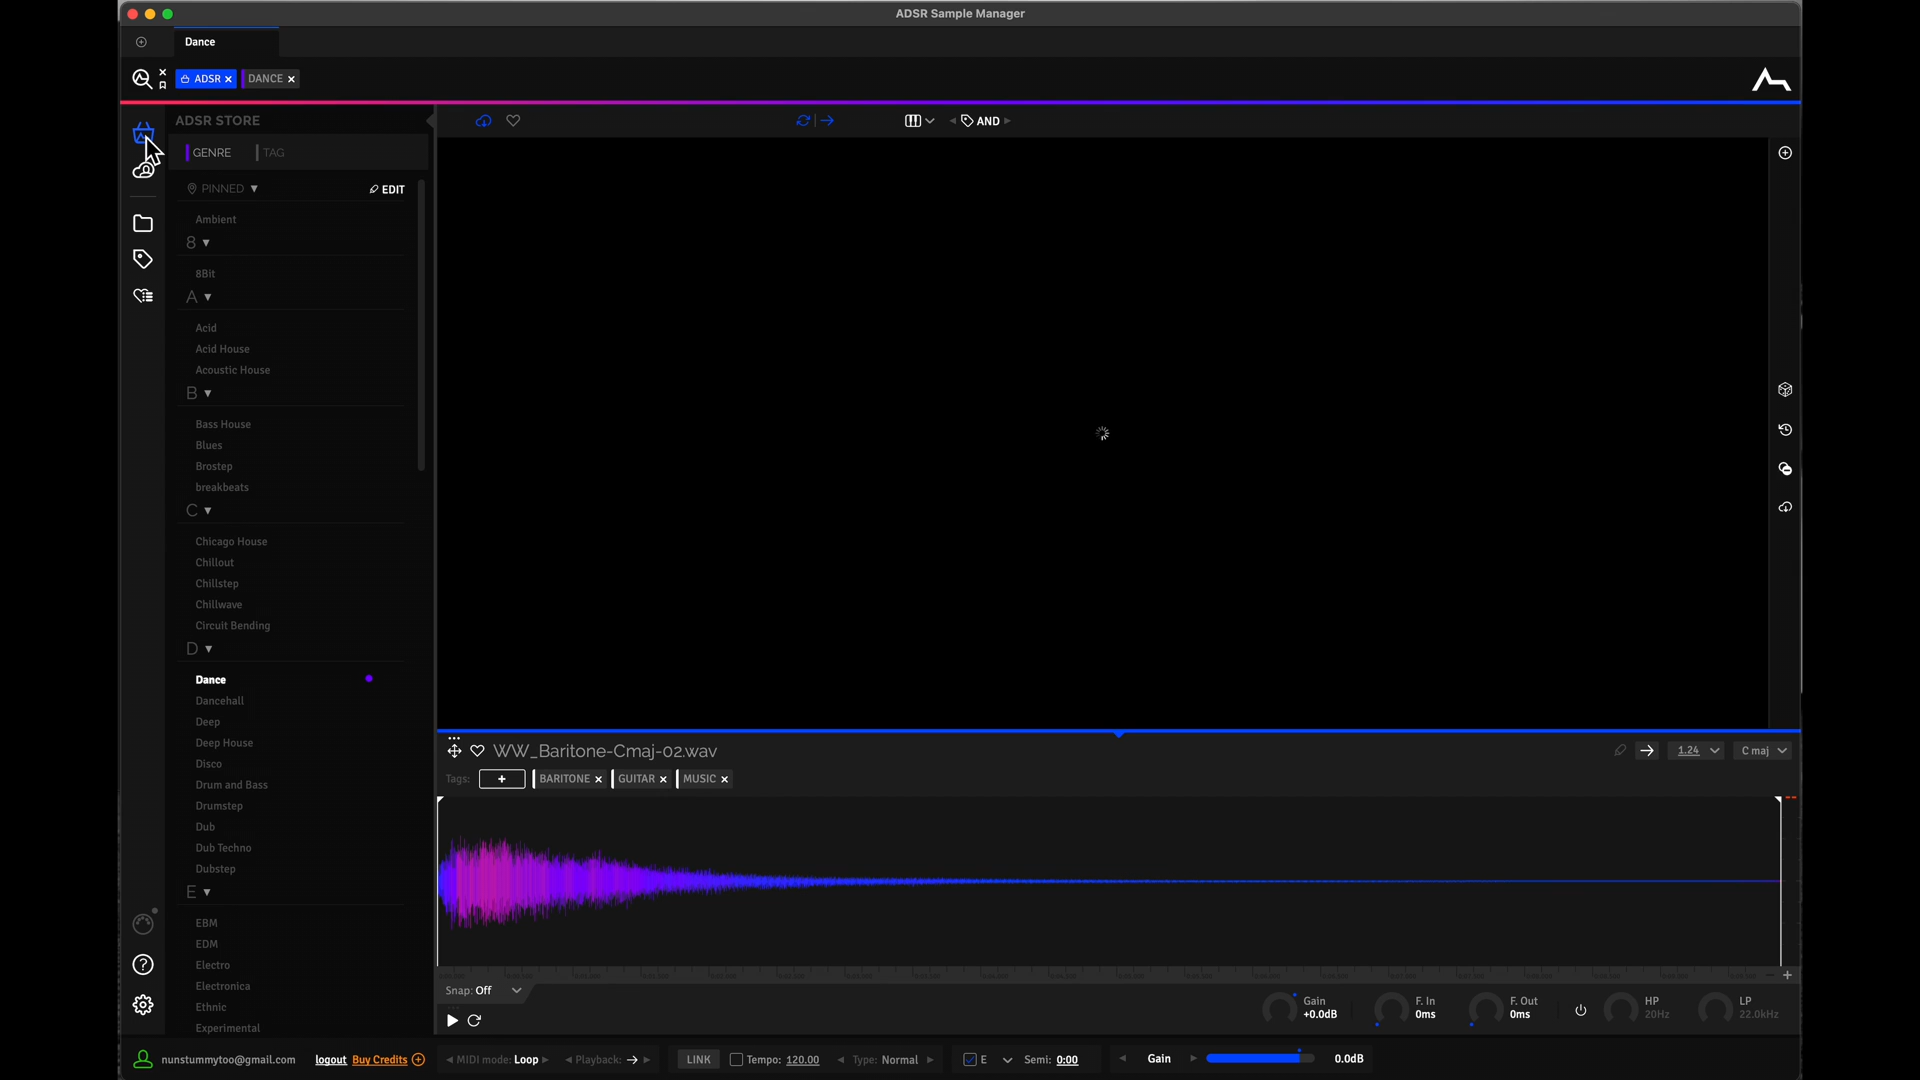 ADSR Sample Manager
Dance
ADSR DANCE
ADSR STORE
GENRE TAG
AND
PINNED EDIT
Ambient
8
8Bit
A
Acid
Acid House
Acoustic House
B
Bass House
Blues
Brostep
breakbeats
C
Chicago House
Chillout
Chillstep
Chillwave
Circuit Bending
D
Dance
Dancehall
Deep
Deep House
Disco
Drum and Bass
Drumstep
Dub
Dub Techno
Dubstep
E
EBM
EDM
Electro
Electronica
Ethnic
Experimental
WW_Baritone-Cmaj-02.wav 1.24 C maj
Tags: + BARITONE GUITAR MUSIC
Snap: Off
Gain +0.0dB F. In 0ms F. Out 0ms HP 20Hz LP 22.0kHz
nunstummytoo@gmail.com logout Buy Credits MIDI mode: Loop Playback: LINK Tempo: 120.00 Type: Normal E Semi: 0:00 Gain 0.0dB